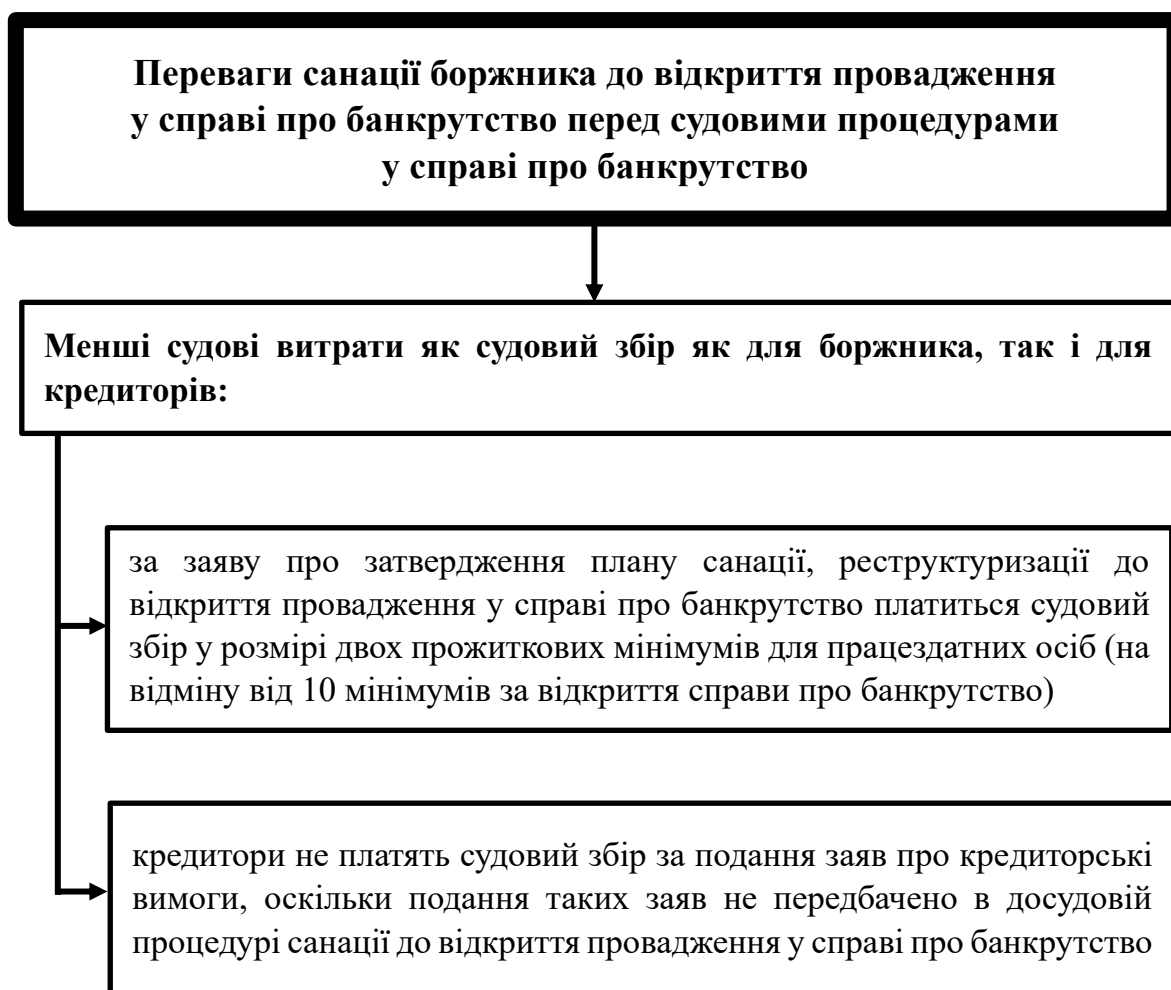 Переваги санації боржника до відкриття провадження
у справі про банкрутство перед судовими процедурами
у справі про банкрутство
Менші судові витрати як судовий збір як для боржника, так і для
кредиторів:
за заяву про затвердження плану санації, реструктуризації до
відкриття провадження у справі про банкрутство платиться судовий
збір у розмірі двох прожиткових мінімумів для працездатних осіб (на
відміну від 10 мінімумів за відкриття справи про банкрутство)
кредитори не платять судовий збір за подання заяв про кредиторські
вимоги, оскільки подання таких заяв не передбачено в досудовій
процедурі санації до відкриття провадження у справі про банкрутство